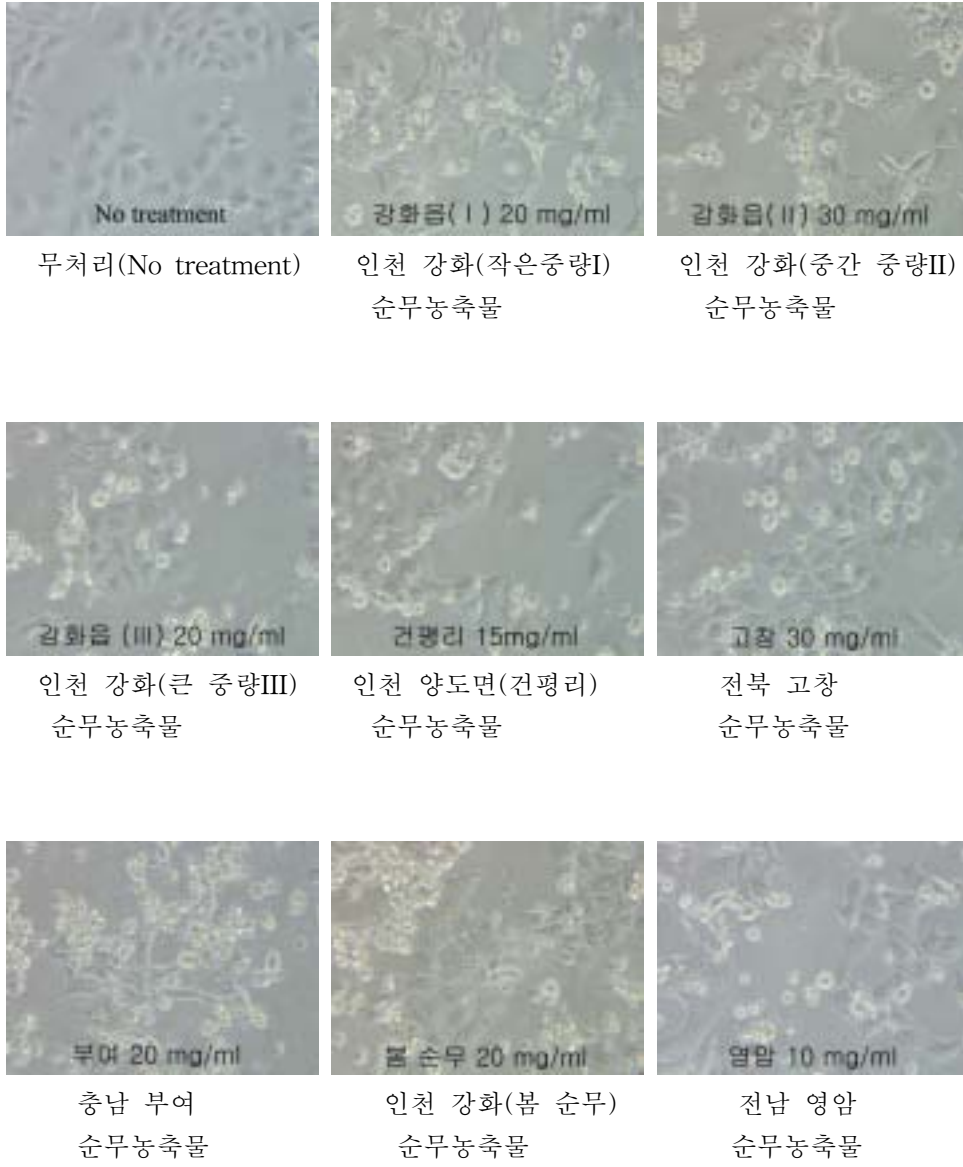 No treatment
강화읍( I ) 20 mg/ml
강화읍(II) 30 mg/ml
무처리(No treatment)
인천 강화(작은중량I)
순무농축물
인천 강화(중간 중량II)
순무농축물
강화읍 (III) 20 mg/ml
건평리 15mg/ml
고창 30 mg/ml
인천 강화(큰 중량III)
순무농축물
인천 양도면(건평리)
순무농축물
전북 고창
순무농축물
부여 20 mg/ml
봄 순무 20 mg/ml
영암 10 mg/ml
충남 부여
순무농축물
인천 강화(봄 순무)
순무농축물
전남 영암
순무농축물